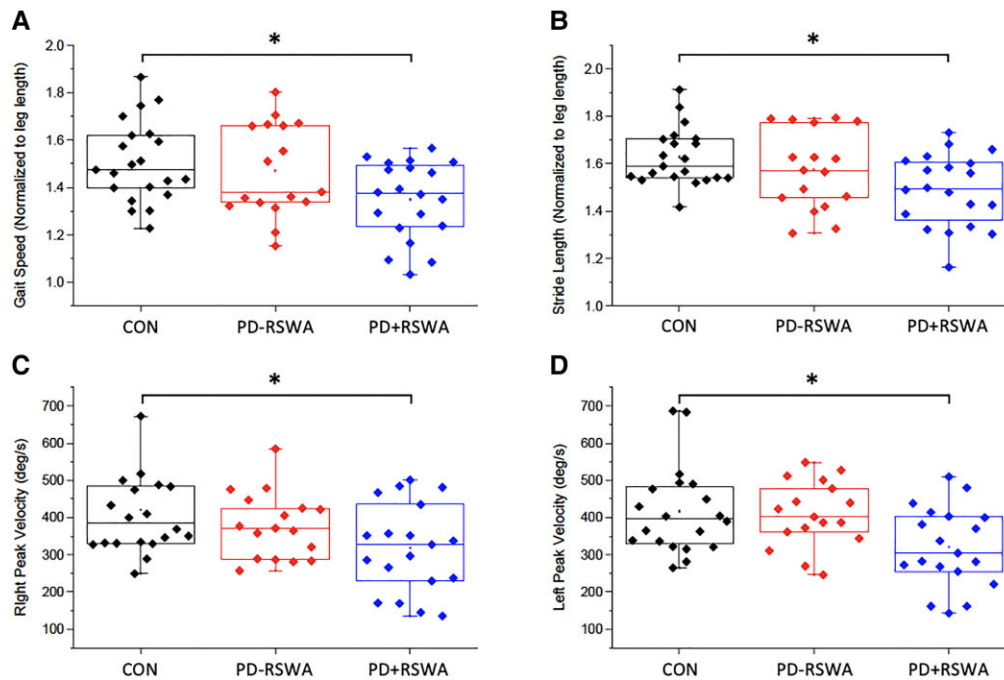 A
*
Gait Speed (Normalized to leg length)
2.0
1.8
1.6
1.4
1.2
1.0
CON
PD-RSWA
PD+RSWA
B
*
Stride Length (Normalized to leg length)
2.0
1.8
1.6
1.4
1.2
1.0
CON
PD-RSWA
PD+RSWA
C
*
Right Peak Velocity (deg/s)
700
600
500
400
300
200
100
CON
PD-RSWA
PD+RSWA
D
*
Left Peak Velocity (deg/s)
700
600
500
400
300
200
100
CON
PD-RSWA
PD+RSWA